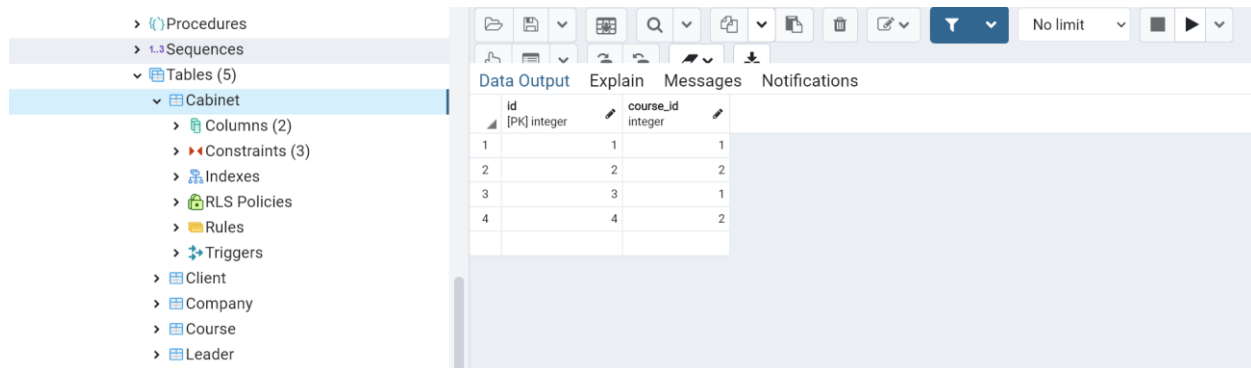 Procedures
1..3 Sequences
Tables (5)
Cabinet
Columns (2)
Constraints (3)
Indexes
RLS Policies
Rules
Triggers
Client
Company
Course
Leader
No limit
Data Output Explain Messages Notifications
id course_id
[PK] integer integer
1 1 1
2 2 2
3 3 1
4 4 2